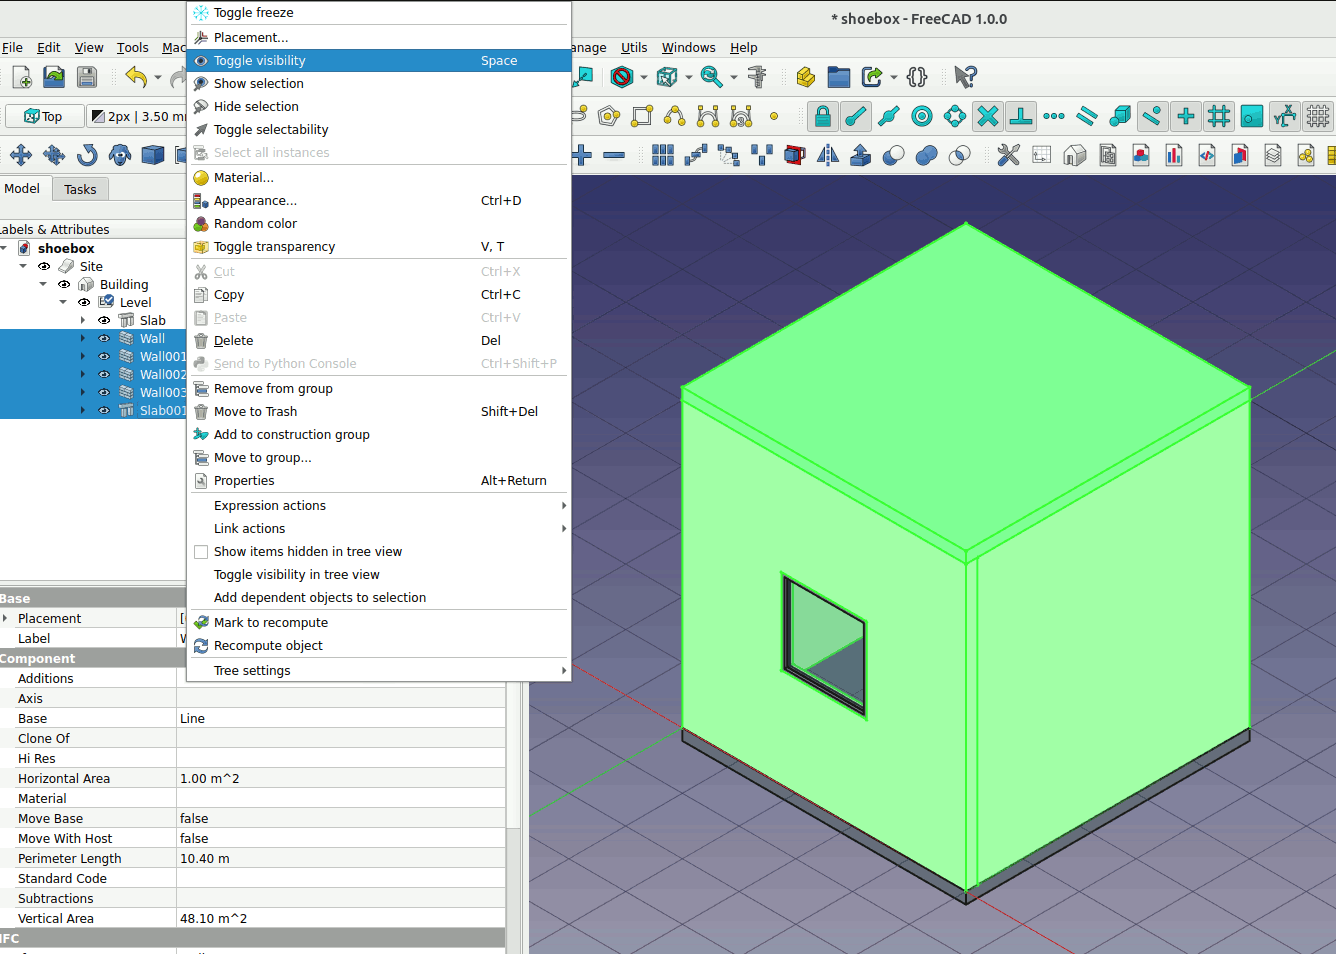 * shoebox - FreeCAD 1.0.0
File Edit View Tools Mac
anage Utils Windows Help
Top
2px | 3.50 mm
Model Tasks
Labels & Attributes
shoebox
Site
Building
Level
Slab
Wall
Wall001
Wall002
Wall003
Slab001
Toggle freeze
Placement...
Toggle visibility Space
Show selection
Hide selection
Toggle selectability
Select all instances
Material...
Appearance... Ctrl+D
Random color
Toggle transparency V, T
Cut Ctrl+X
Copy Ctrl+C
Paste Ctrl+V
Delete Del
Send to Python Console Ctrl+Shift+P
Remove from group
Move to Trash Shift+Del
Add to construction group
Move to group...
Properties Alt+Return
Expression actions
Link actions
Show items hidden in tree view
Toggle visibility in tree view
Add dependent objects to selection
Mark to recompute
Recompute object
Tree settings
Base
Placement [
Label W
Component
Additions
Axis
Base Line
Clone Of
Hi Res
Horizontal Area 1.00 m^2
Material
Move Base false
Move With Host false
Perimeter Length 10.40 m
Standard Code
Subtractions
Vertical Area 48.10 m^2
IFC